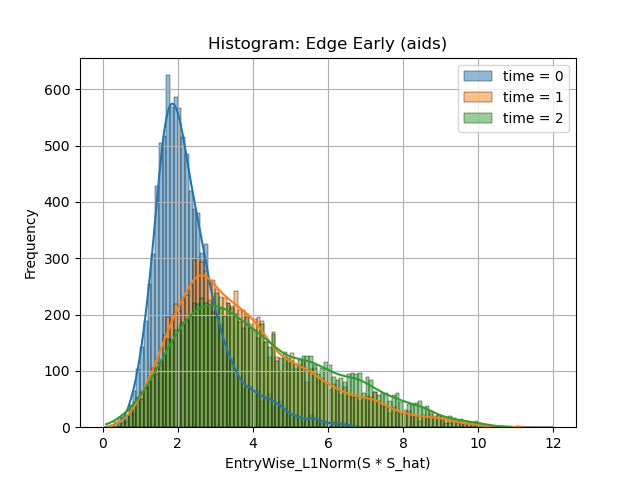 Histogram: Edge Early (aids)
time = 0
time = 1
time = 2
Frequency
600
500
400
300
200
100
0
0 2 4 6 8 10 12
EntryWise_L1Norm(S * S_hat)